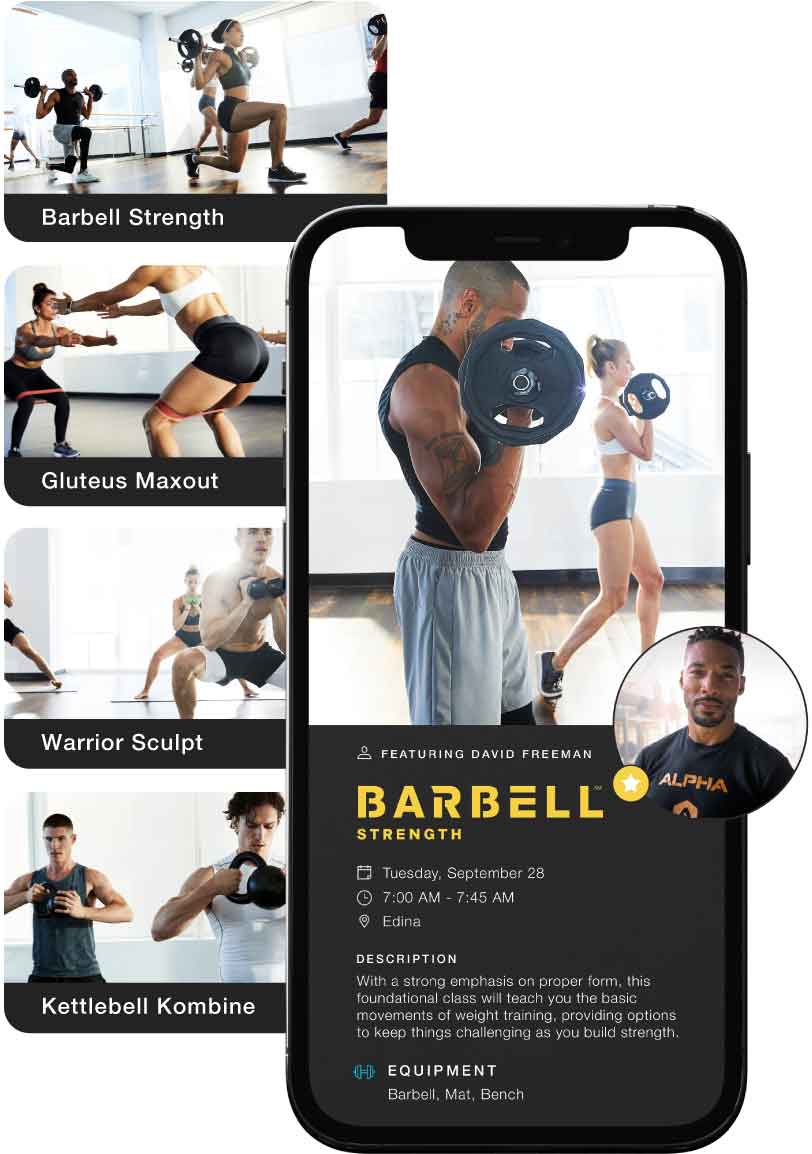 Barbell Strength
Gluteus Maxout
Warrior Sculpt
Kettlebell Kombine
FEATURING DAVID FREEMAN
ALPHA
BARBELL
STRENGTH
Tuesday, September 28
7:00 AM - 7:45 AM
Edina
DESCRIPTION
With a strong emphasis on proper form, this
foundational class will teach you the basic
movements of weight training, providing options
to keep things challenging as you build strength.
EQUIPMENT
Barbell, Mat, Bench